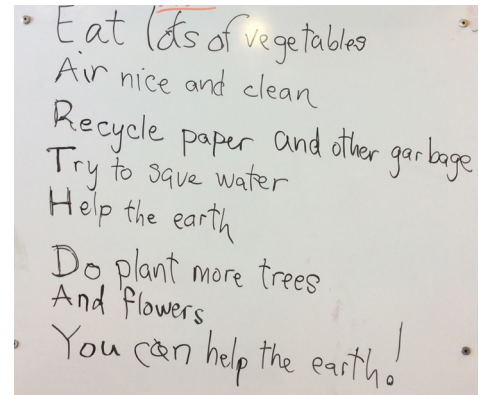 Eat lots of vegetables
Air nice and clean
Recycle paper and other garbage
Try to save water
Help the earth
Do plant more trees
And flowers
You can help the earth!